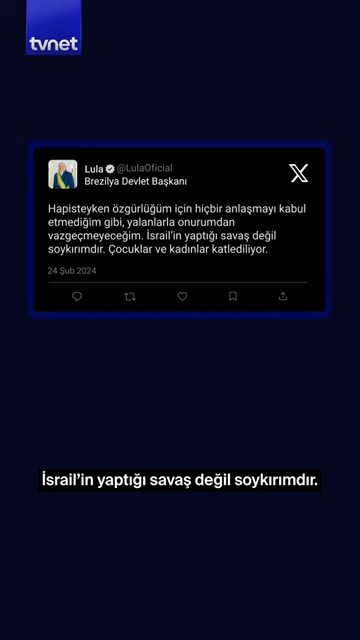 tvnet
Lula @LulaOficial
Brezilya Devlet Başkanı
Hapisteyken özgürlüğüm için hiçbir anlaşmayı kabul
etmediğim gibi, yalanlarla onurumdan
vazgeçmeyeceğim. İsrail'in yaptığı savaş değil
soykırımdır. Çocuklar ve kadınlar katlediliyor.
24 Şub 2024
İsrail'in yaptığı savaş değil soykırımdır.